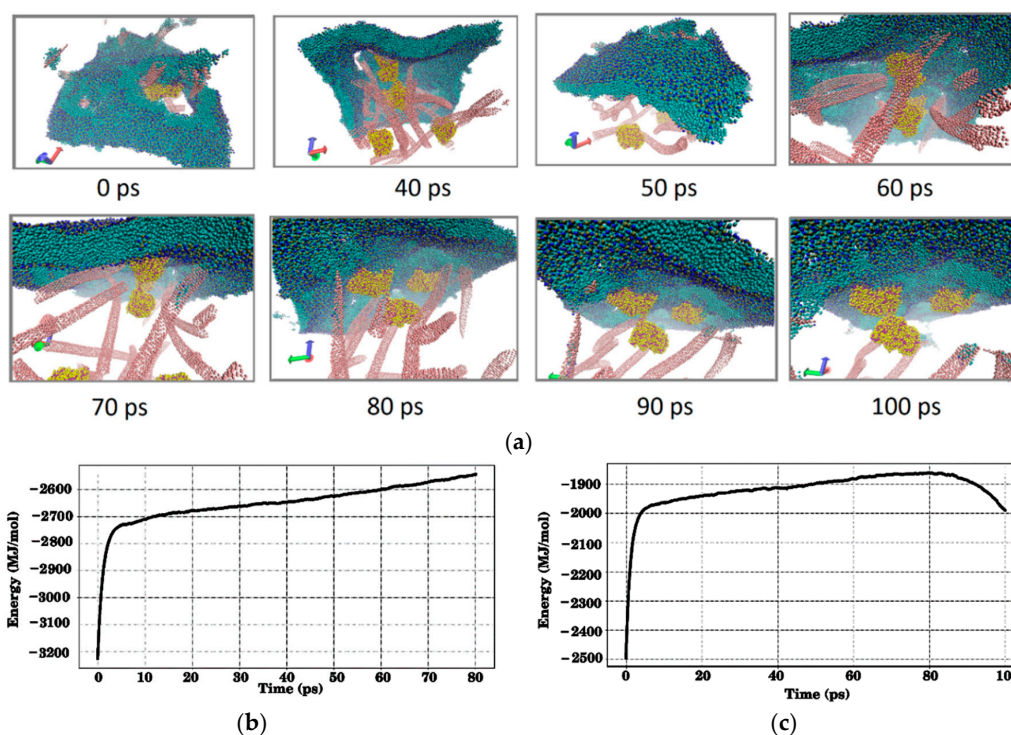 0 ps
40 ps
50 ps
60 ps
70 ps
80 ps
90 ps
100 ps
(a)
Energy (MJ/mol)
−2600
−2700
−2800
−2900
−3000
−3100
−3200
0 10 20 30 40 50 60 70 80
Time (ps)
(b)
Energy (MJ/mol)
−1900
−2000
−2100
−2200
−2300
−2400
−2500
0 20 40 60 80 10
Time (ps)
(c)